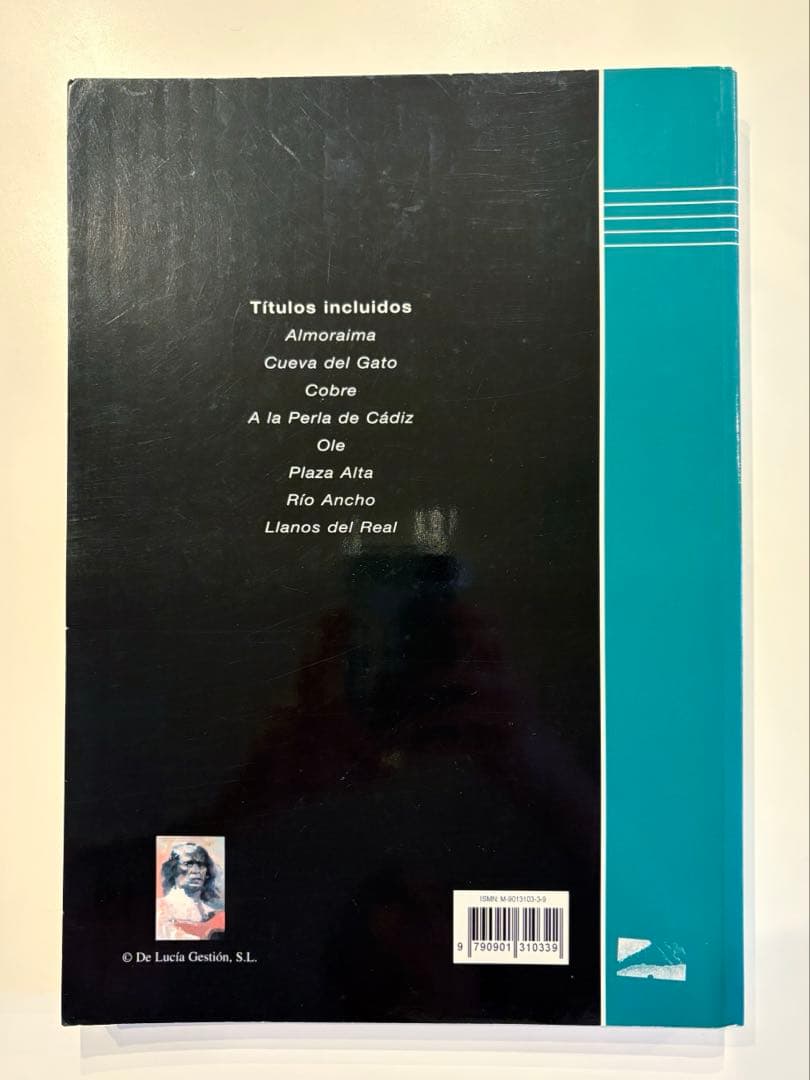 Títulos incluidos
Almoraima
Cueva del Gato
Cobre
A la Perla de Cádiz
Ole
Plaza Alta
Río Ancho
Llanos del Real
© De Lucía Gestión, S.L.
ISMN: M-9013103-3-9
9 790901 310339